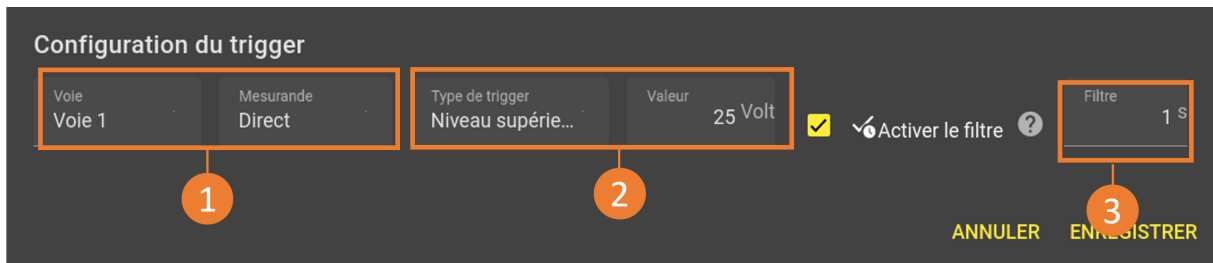 Configuration du trigger
Voie Mesurande Type de trigger Valeur Filtre
Voie 1 Direct Niveau supérie... 25 Volt Activer le filtre ? 1 s
1 2 3
ANNULER ENREGISTRER